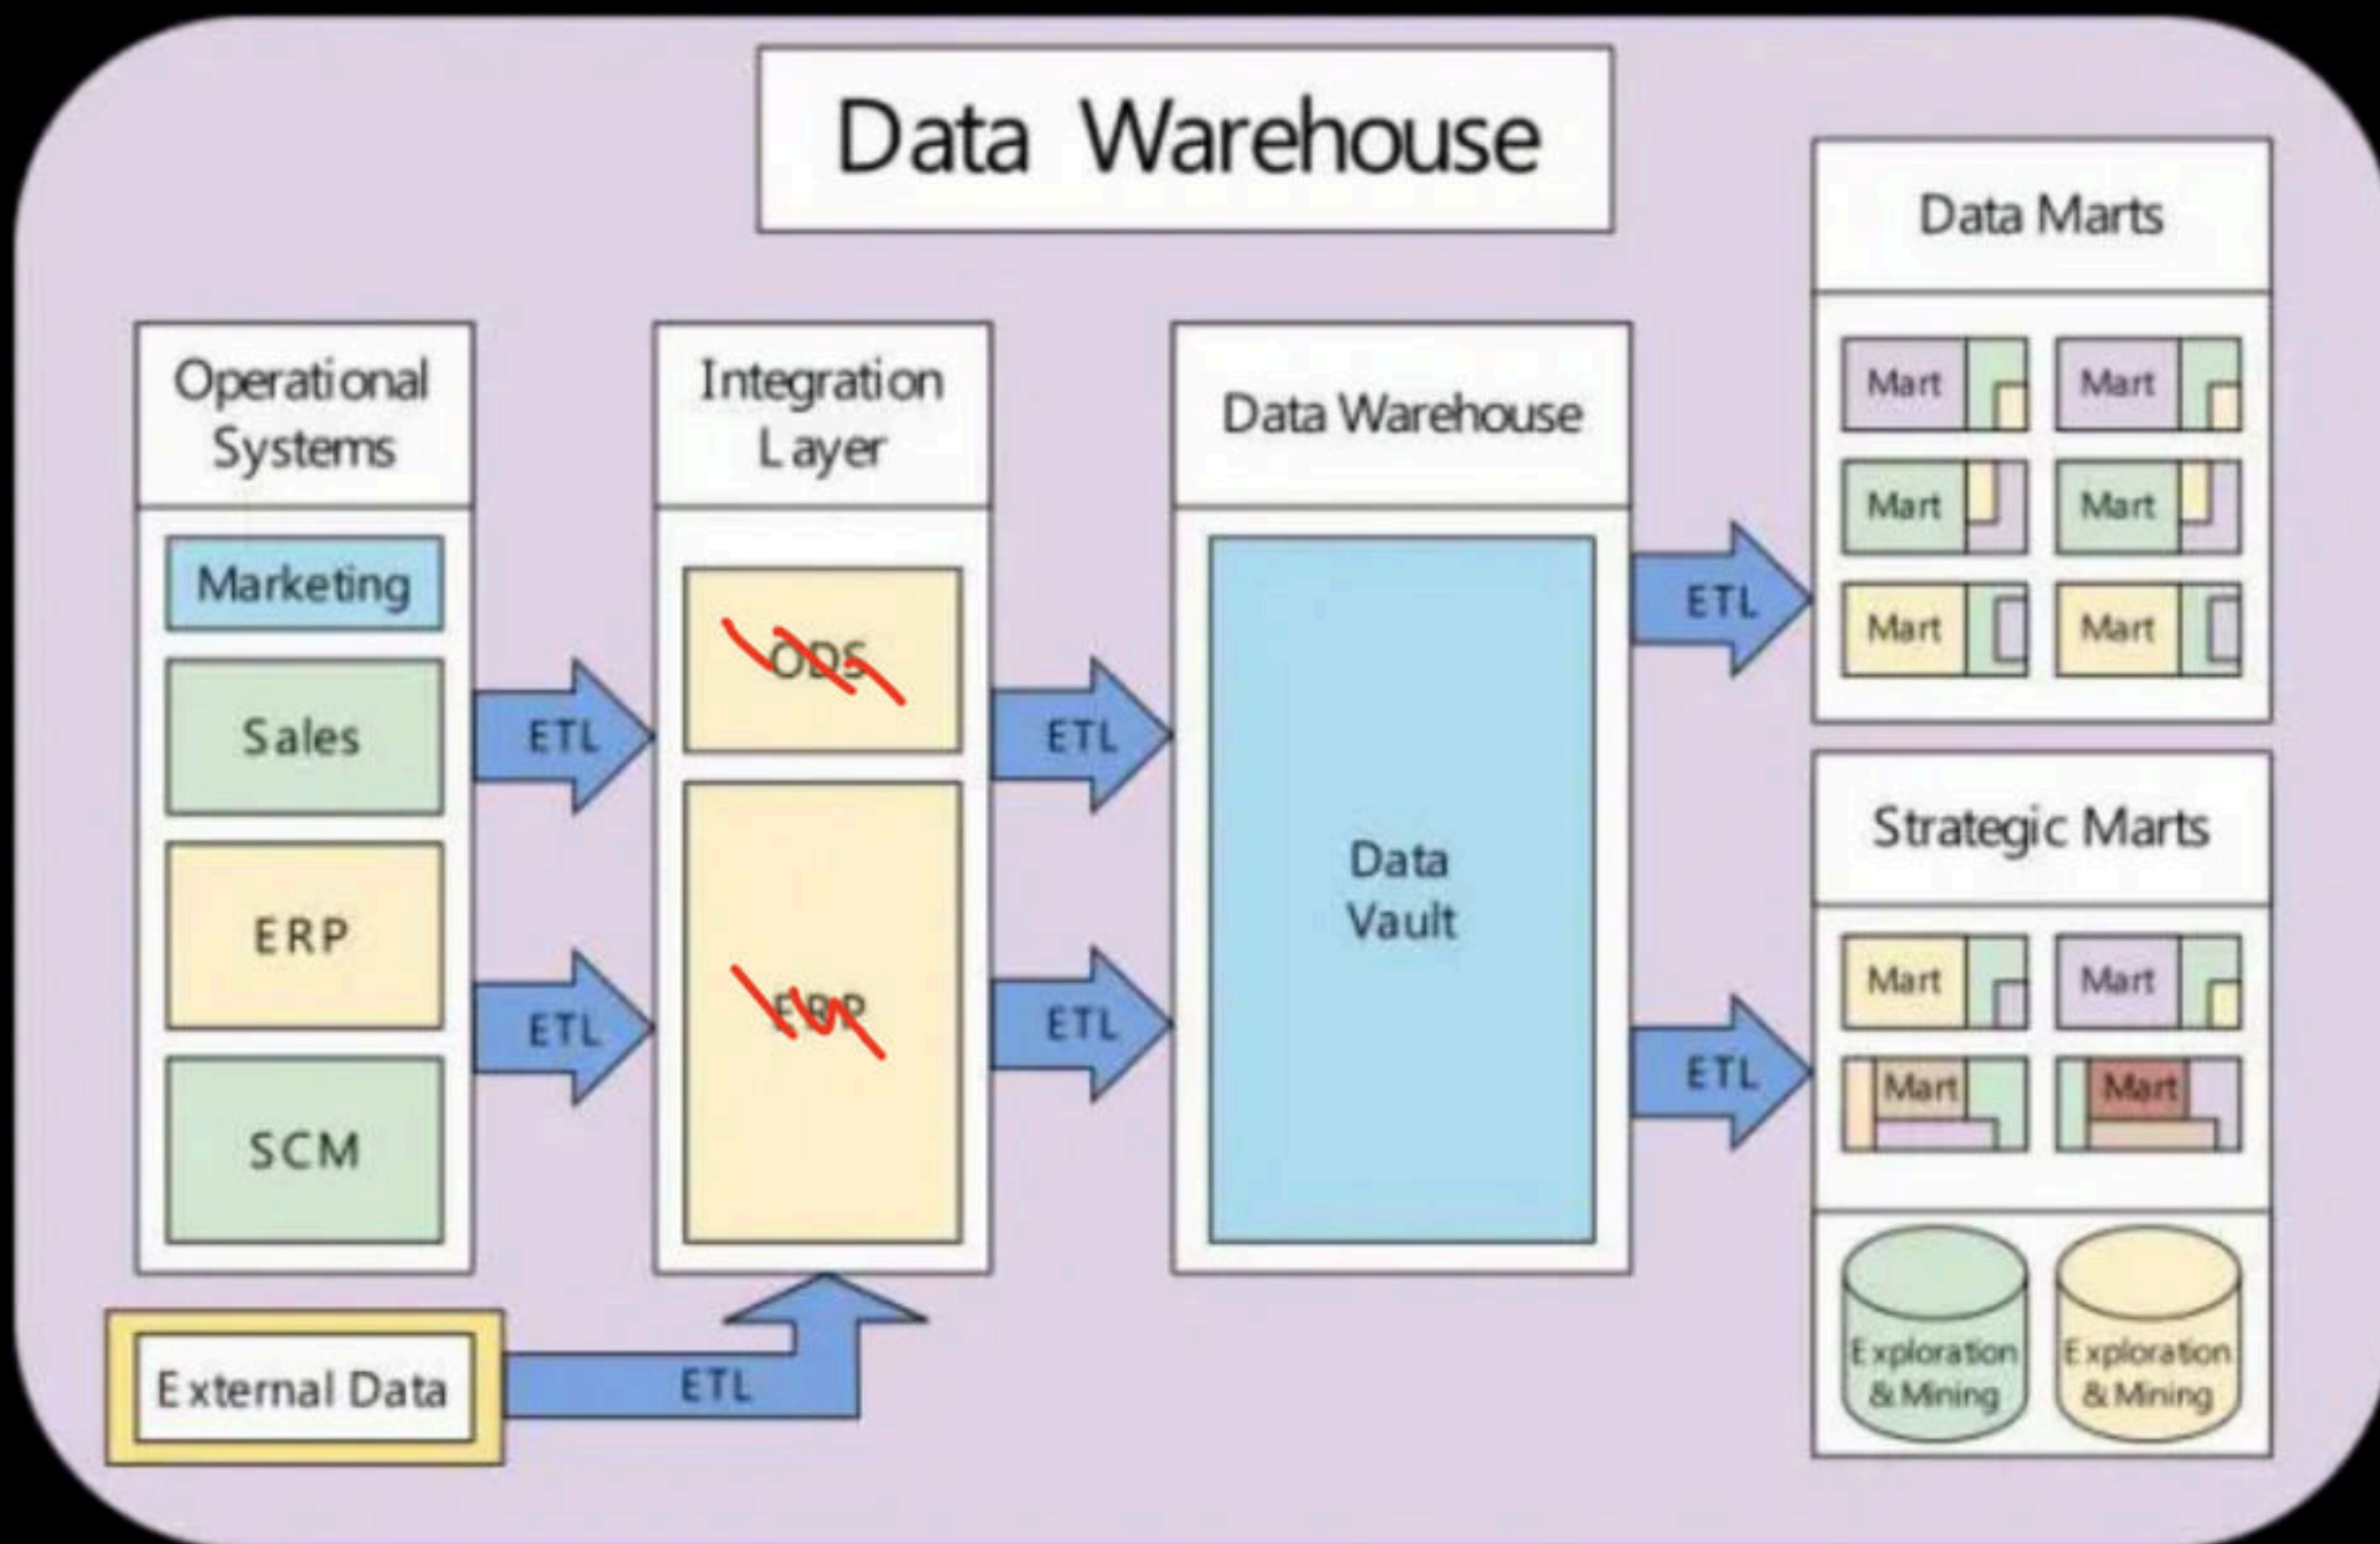 Data Warehouse
Operational
Systems
Marketing
Sales
ERP
SCM
External Data
ETL
ETL
ETL
Integration
Layer
ODS
ERP
ETL
ETL
Data Warehouse
Data
Vault
ETL
ETL
Data Marts
Mart Mart
Mart Mart
Mart Mart
Strategic Marts
Mart Mart
Mart Mart
Exploration
& Mining
Exploration
& Mining